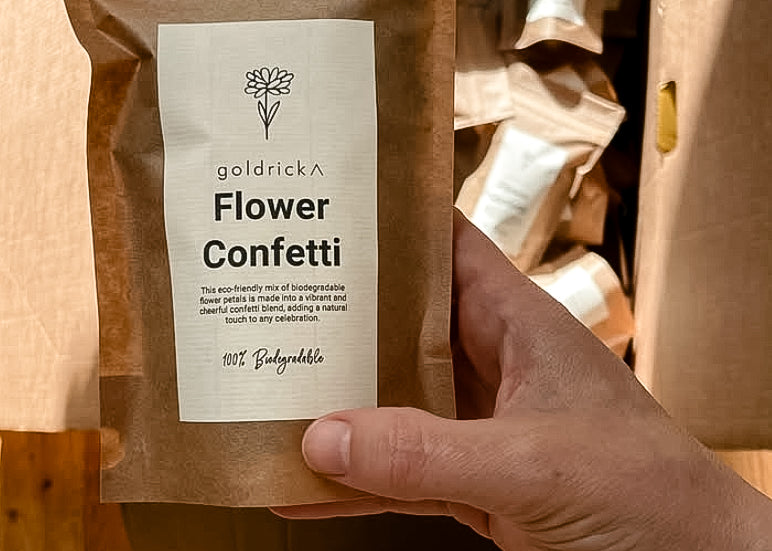 goldrickΛ
Flower
Confetti
This eco-friendly mix of biodegradable
flower petals is made into a vibrant and
cheerful confetti blend, adding a natural
touch to any celebration.
100% Biodegradable